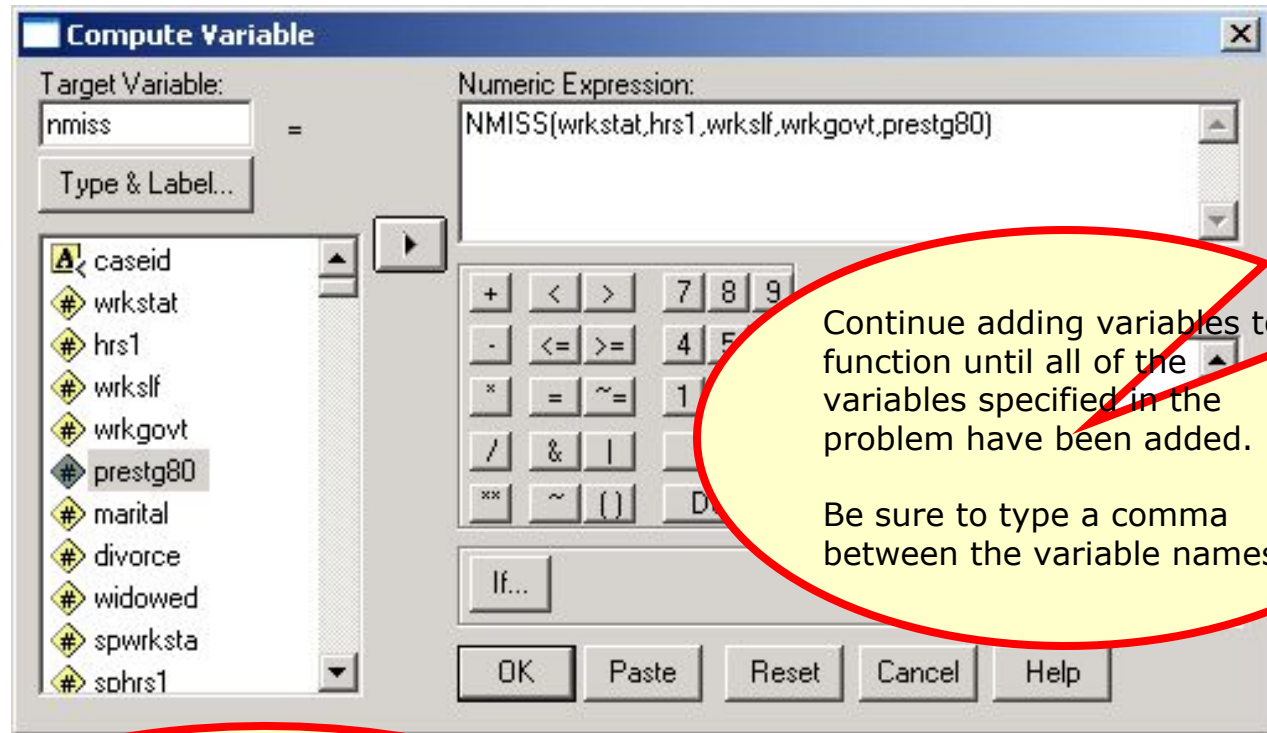 Compute Variable
Target Variable:
nmiss
=
Type & Label...
Numeric Expression:
NMISS(wrkstat,hrs1,wrkslf,wrkgovt,prestg80)
caseid
wrkstat
hrs1
wrkslf
wrkgovt
prestg80
marital
divorce
widowed
spwrksta
sphrs1
+ < > 7 8 9
- <= >= 4 5
* = ~= 1
/ & |
** ~ ()
If...
Continue adding variables to
function until all of the
variables specified in the
problem have been added.
Be sure to type a comma
between the variable names
OK Paste Reset Cancel Help